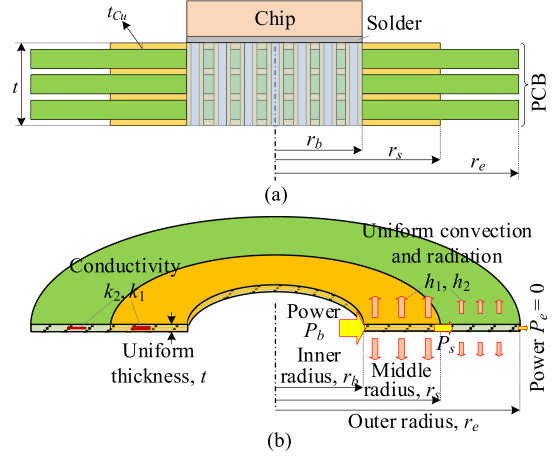 t_Cu
Chip
Solder
t
PCB
r_b
r_s
r_e
(a)
Uniform convection
and radiation
h_1, h_2
Conductivity
k_2, k_1
Power
P_b
P_s
Power P_e = 0
Uniform
thickness, t
Inner
radius, r_b
Middle
radius, r_s
Outer radius, r_e
(b)